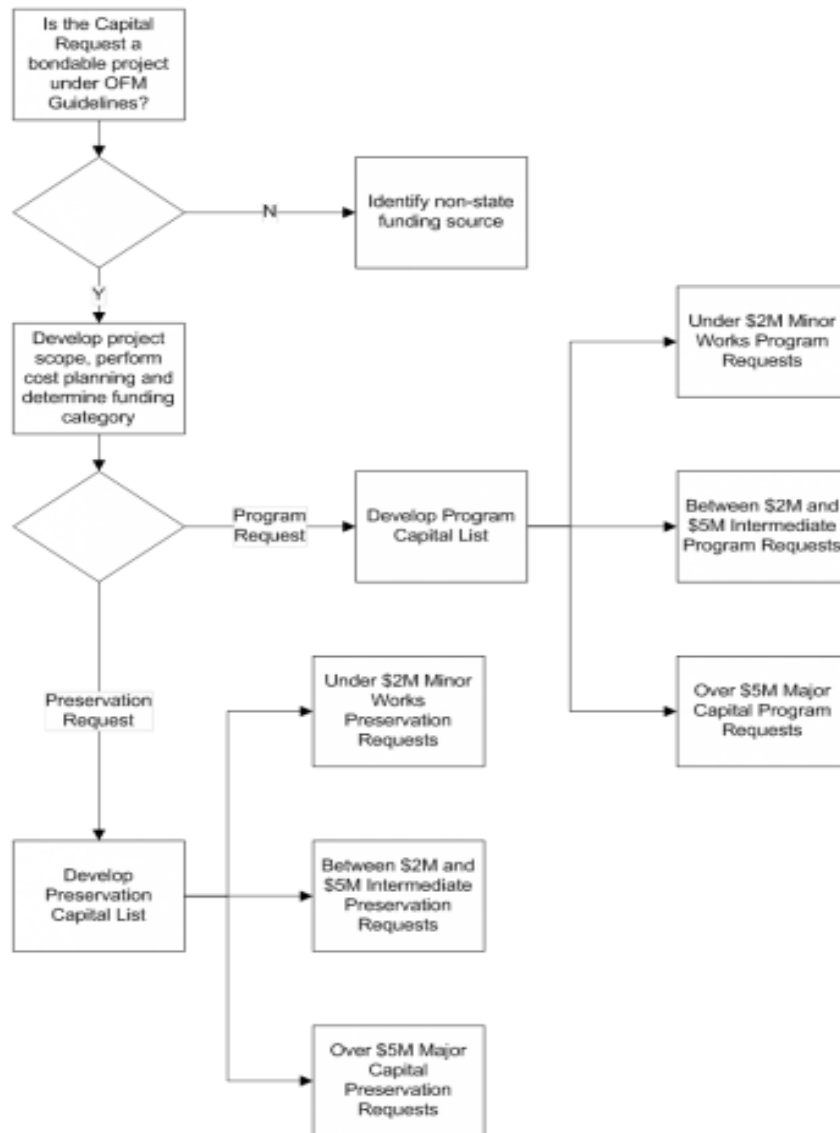 Is the Capital
Request a
bondable project
under OFM
Guidelines?
N
Identify non-state
funding source
Y
Develop project
scope, perform
cost planning and
determine funding
category
Under $2M Minor
Works Program
Requests
Program
Request
Develop Program
Capital List
Between $2M and
$5M Intermediate
Program Requests
Over $5M Major
Capital Program
Requests
Preservation
Request
Under $2M Minor
Works
Preservation
Requests
Develop
Preservation
Capital List
Between $2M and
$5M Intermediate
Preservation
Requests
Over $5M Major
Capital
Preservation
Requests